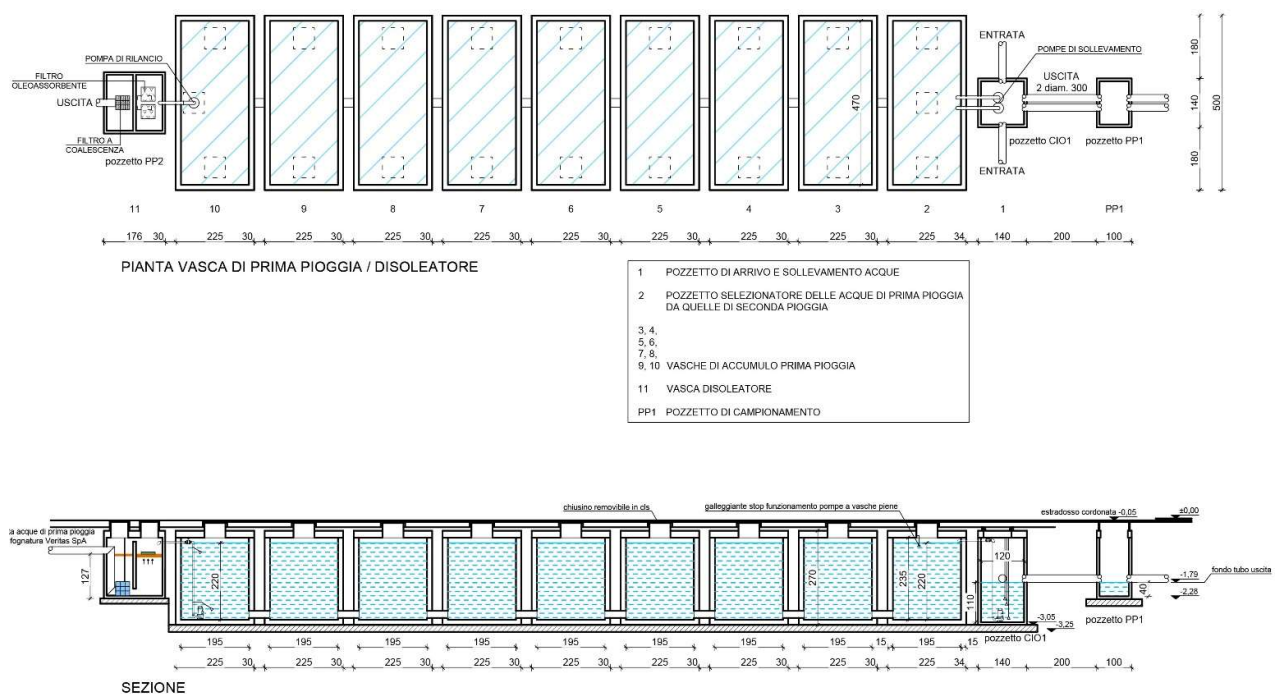 ENTRATA
POMPE DI SOLLEVAMENTO
POMPA DI RILANCIO
FILTRO
OLEOASSORBENTE
USCITA
USCITA
2 diam. 300
FILTRO A
COALESCENZA
pozzetto PP2
pozzetto CIO1
pozzetto PP1
ENTRATA
470
180
140
180
500
11 10 9 8 7 6 5 4 3 2 1 PP1
176 30 225 30 225 30 225 30 225 30 225 30 225 30 225 30 225 30 225 34 140 200 100
PIANTA VASCA DI PRIMA PIOGGIA / DISOLEATORE
1 POZZETTO DI ARRIVO E SOLLEVAMENTO ACQUE
2 POZZETTO SELEZIONATORE DELLE ACQUE DI PRIMA PIOGGIA
DA QUELLE DI SECONDA PIOGGIA
3, 4,
5, 6,
7, 8,
9, 10 VASCHE DI ACCUMULO PRIMA PIOGGIA
11 VASCA DISOLEATORE
PP1 POZZETTO DI CAMPIONAMENTO
chiusino removibile in cls
galleggiante stop funzionamento pompe a vasche piene
estradosso cordonata -0,05
±0,00
acque di prima pioggia
fognatura Veritas SpA
127
220
270
235
220
120
110
40
-1,79
fondo tubo uscita
-2,28
-3,05
-3,25
pozzetto CIO1
pozzetto PP1
195 195 195 195 195 195 195 195 15 195 15
225 30 225 30 225 30 225 30 225 30 225 30 225 30 225 30 225 34 140 200 100
SEZIONE